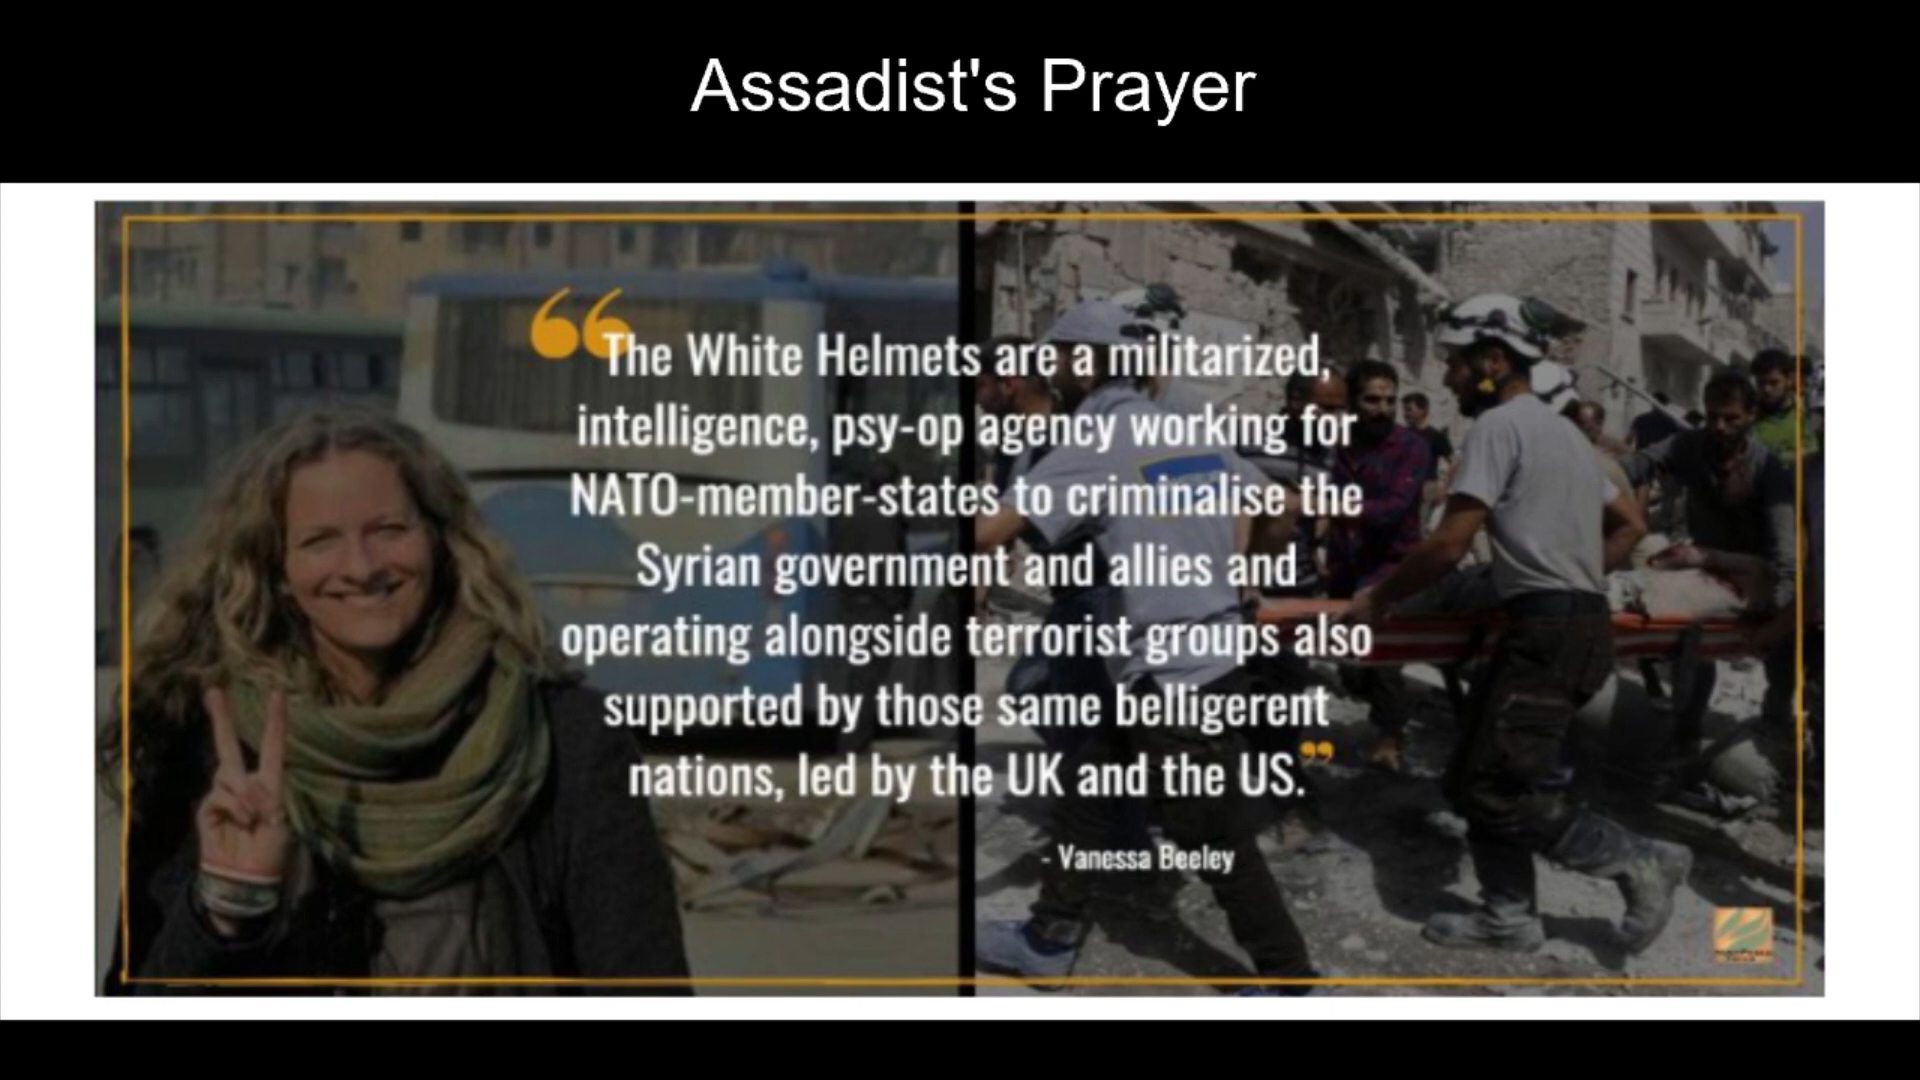 Assadist's Prayer
“The White Helmets are a militarized,
intelligence, psy-op agency working for
NATO-member-states to criminalise the
Syrian government and allies and
operating alongside terrorist groups also
supported by those same belligerent
nations, led by the UK and the US.”
- Vanessa Beeley